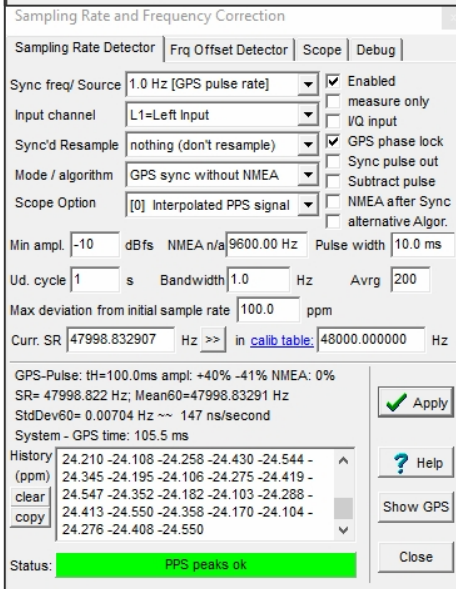 Sampling Rate and Frequency Correction
Sampling Rate Detector Frq Offset Detector Scope Debug
Sync freq/ Source 1.0 Hz [GPS pulse rate] Enabled
measure only
Input channel L1=Left Input I/Q input
Sync'd Resample nothing (don't resample) GPS phase lock
Sync pulse out
Mode / algorithm GPS sync without NMEA Subtract pulse
Scope Option [0] Interpolated PPS signal NMEA after Sync
alternative Algor.
Min ampl. -10 dBfs NMEA n/a 9600.00 Hz Pulse width 10.0 ms
Ud. cycle 1 s Bandwidth 1.0 Hz Avrg 200
Max deviation from initial sample rate 100.0 ppm
Curr. SR 47998.832907 Hz >> in calib table: 48000.000000 Hz
GPS-Pulse: tH=100.0ms ampl: +40% -41% NMEA: 0%
SR= 47998.822 Hz; Mean60=47998.83291 Hz
StdDev60= 0.00704 Hz ~~ 147 ns/second
System - GPS time: 105.5 ms
Apply
Help
Show GPS
Close
History
(ppm)
clear
copy
24.210 -24.108 -24.258 -24.430 -24.544 -
24.345 -24.195 -24.106 -24.275 -24.419 -
24.547 -24.352 -24.182 -24.103 -24.288 -
24.413 -24.550 -24.358 -24.170 -24.104 -
24.276 -24.408 -24.550
Status: PPS peaks ok